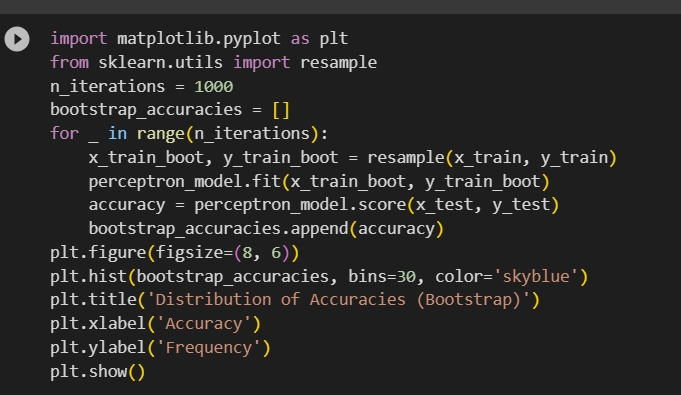 import matplotlib.pyplot as plt
from sklearn.utils import resample
n_iterations = 1000
bootstrap_accuracies = []
for _ in range(n_iterations):
    x_train_boot, y_train_boot = resample(x_train, y_train)
    perceptron_model.fit(x_train_boot, y_train_boot)
    accuracy = perceptron_model.score(x_test, y_test)
    bootstrap_accuracies.append(accuracy)
plt.figure(figsize=(8, 6))
plt.hist(bootstrap_accuracies, bins=30, color='skyblue')
plt.title('Distribution of Accuracies (Bootstrap)')
plt.xlabel('Accuracy')
plt.ylabel('Frequency')
plt.show()